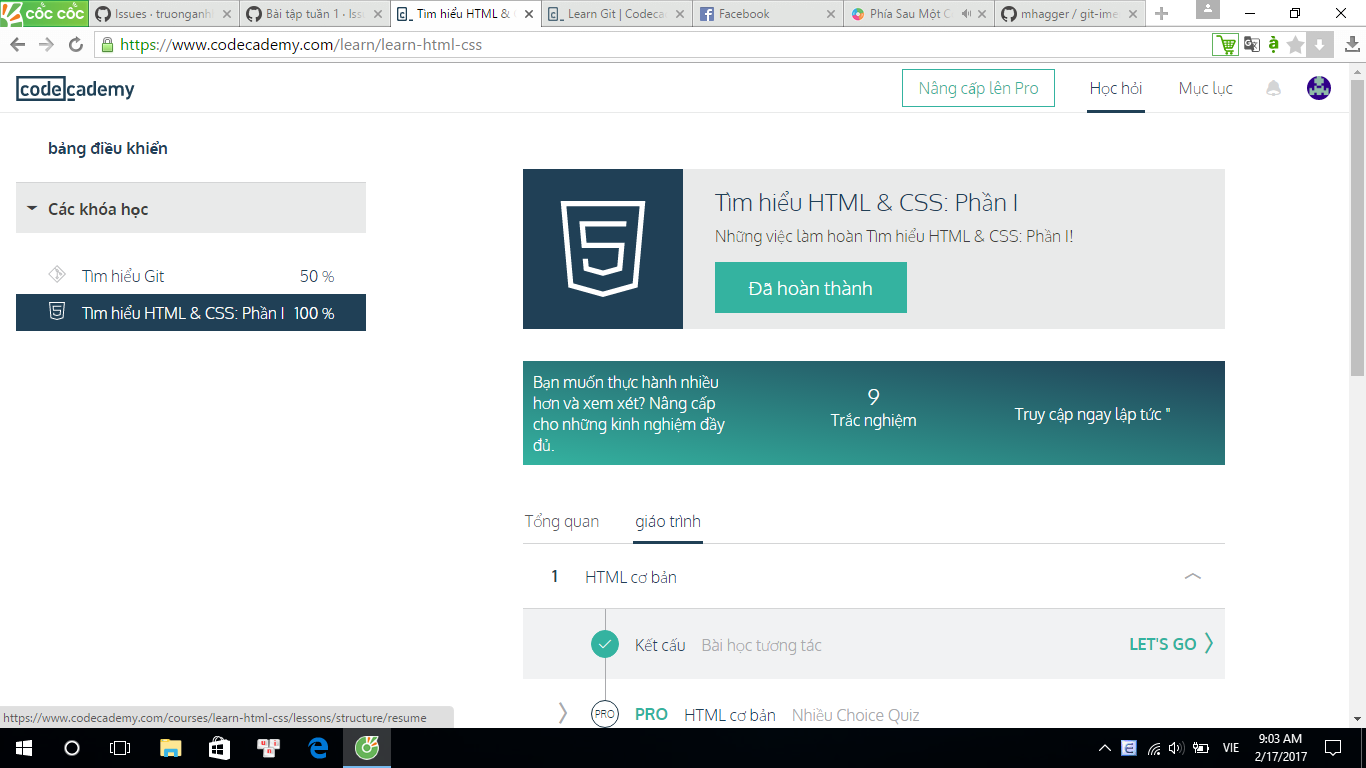 cốc cốc
Issues · truonganh
Bài tập tuần 1 · Iss
Tìm hiểu HTML &
Learn Git | Codeca
Facebook
Phía Sau Một C
mhagger / git-ime
https://www.codecademy.com/learn/learn-html-css
codecademy
Nâng cấp lên Pro
Học hỏi
Mục lục
bảng điều khiển
Các khóa học
Tìm hiểu Git 50 %
Tìm hiểu HTML & CSS: Phần I 100 %
Tìm hiểu HTML & CSS: Phần I
Những việc làm hoàn Tìm hiểu HTML & CSS: Phần I!
Đã hoàn thành
Bạn muốn thực hành nhiều
hơn và xem xét? Nâng cấp
cho những kinh nghiệm đầy
đủ.
9
Trắc nghiệm
Truy cập ngay lập tức "
Tổng quan
giáo trình
1 HTML cơ bản
Kết cấu Bài học tương tác LET'S GO
PRO PRO HTML cơ bản Nhiều Choice Quiz
https://www.codecademy.com/courses/learn-html-css/lessons/structure/resume
VIE
9:03 AM
2/17/2017